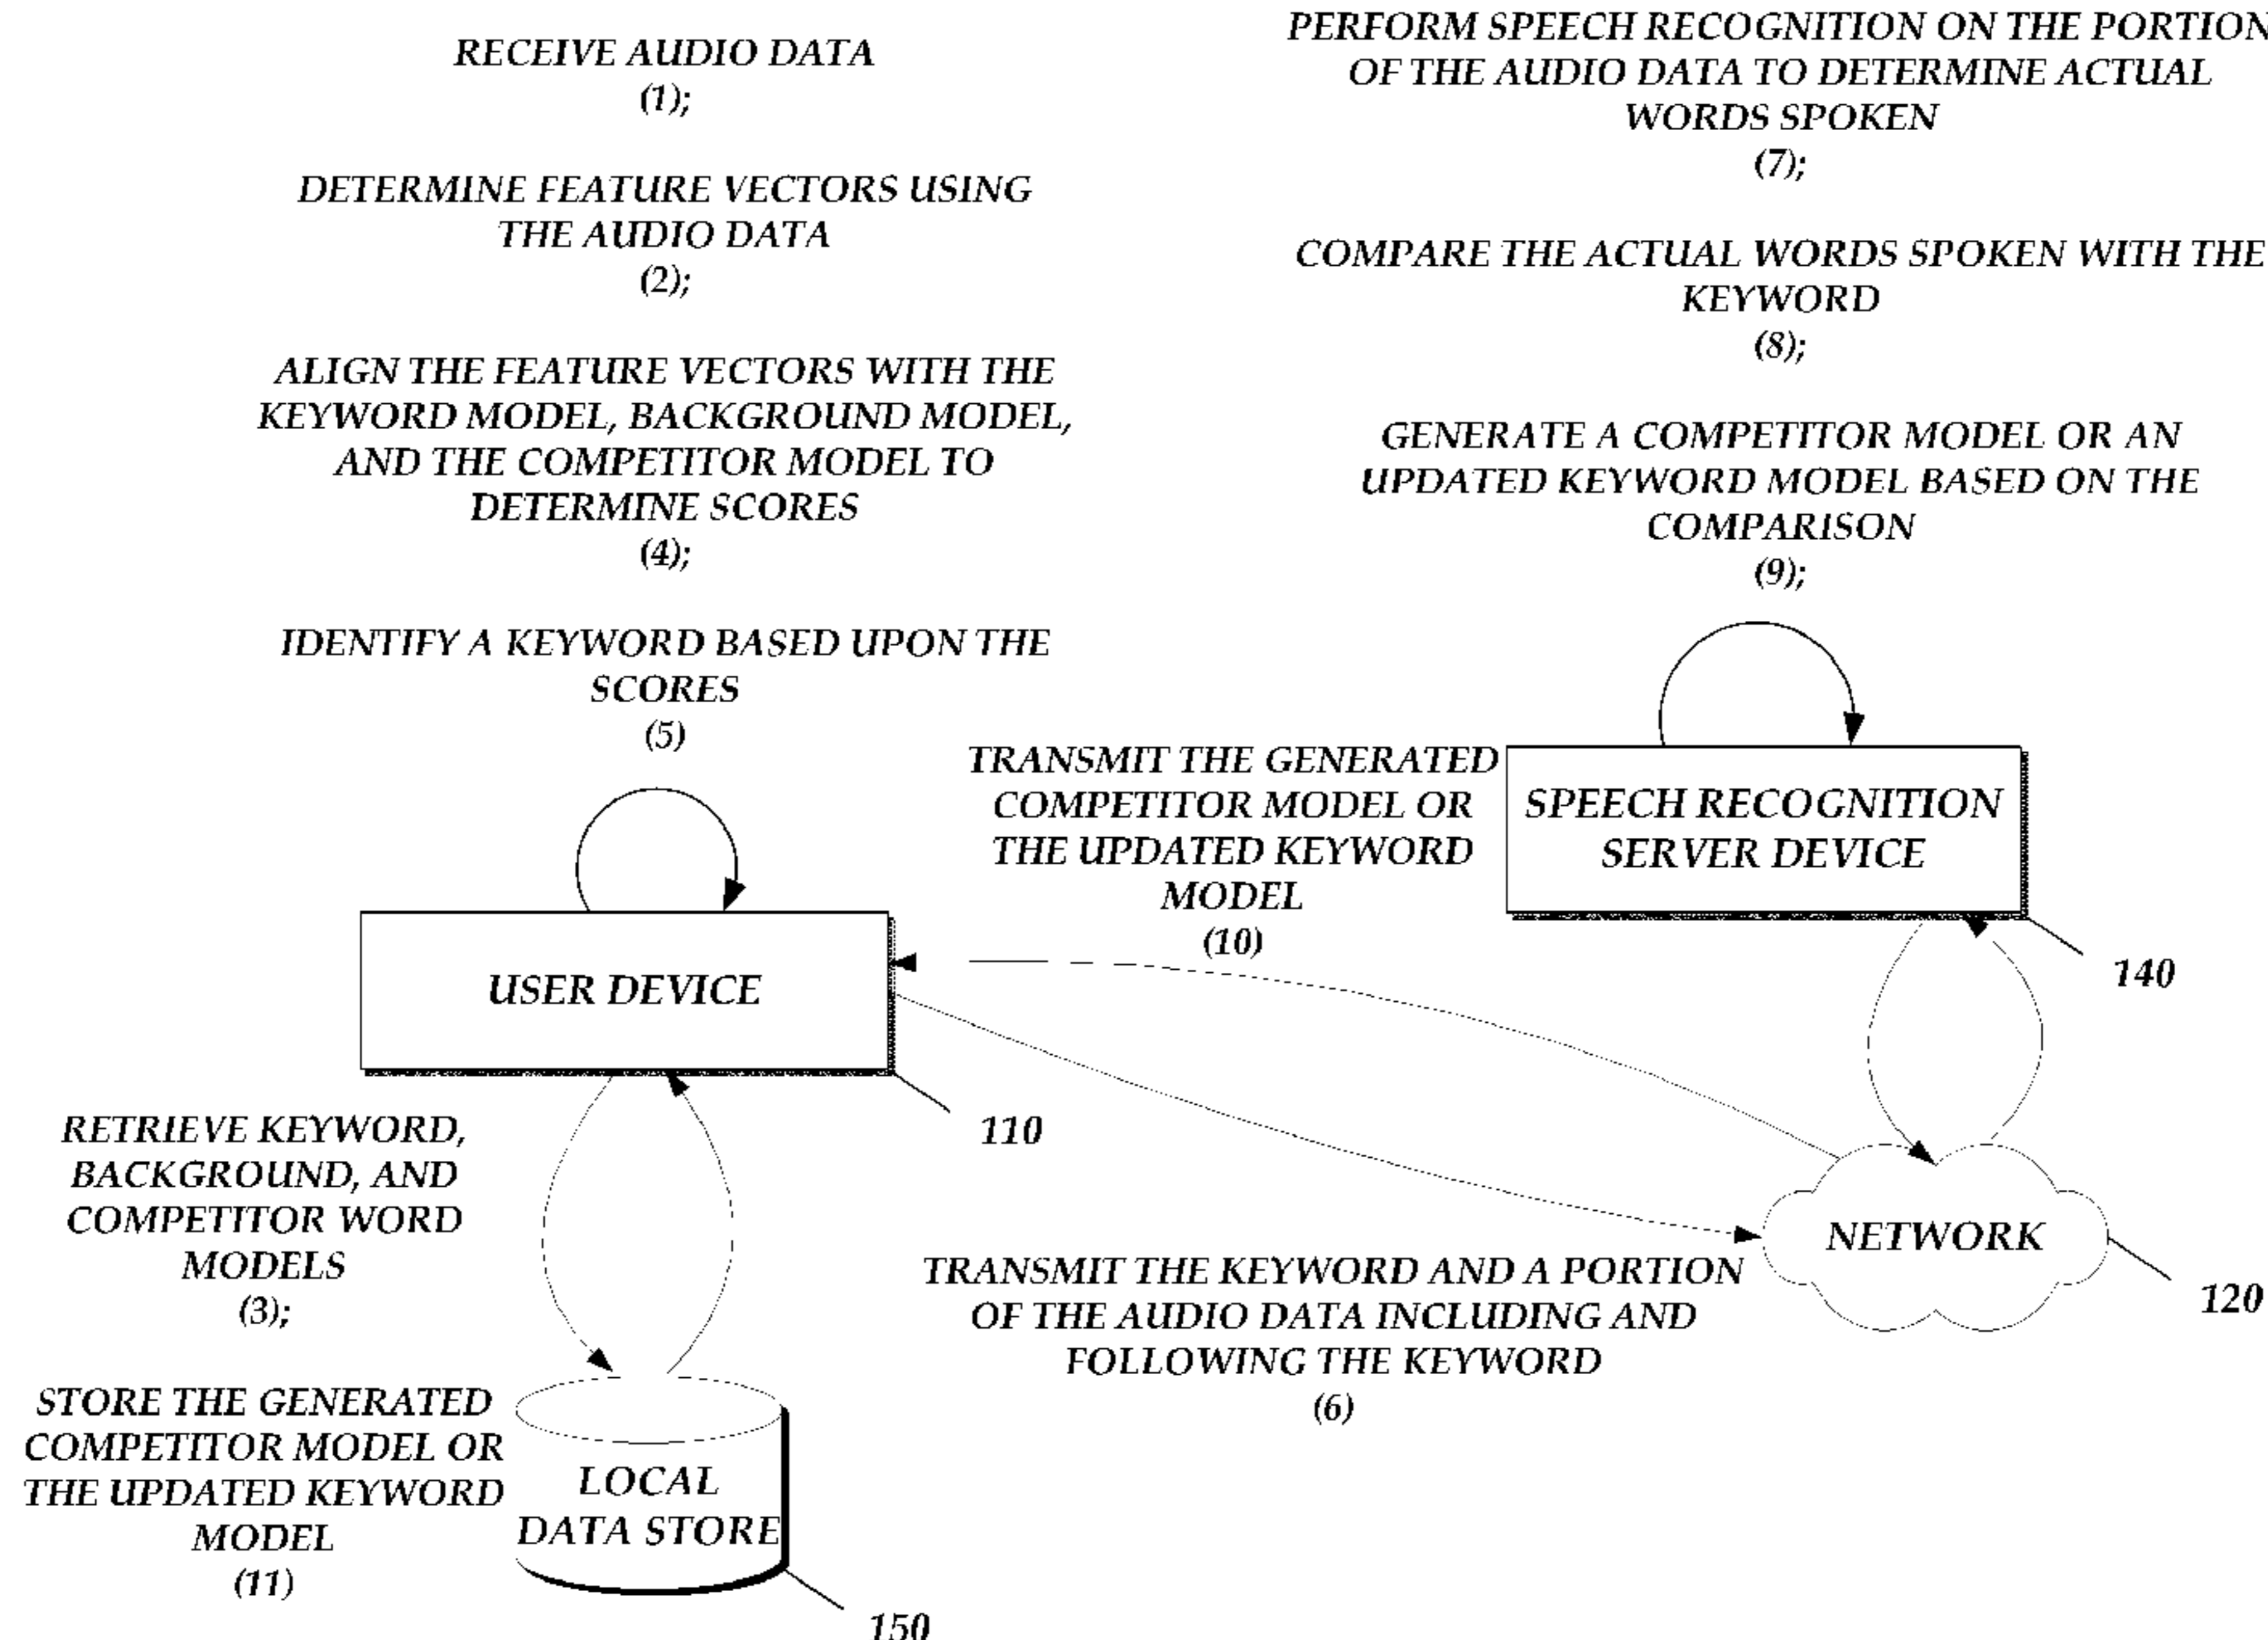 RECEIVE AUDIO DATA
(1);
DETERMINE FEATURE VECTORS USING
THE AUDIO DATA
(2);
ALIGN THE FEATURE VECTORS WITH THE
KEYWORD MODEL, BACKGROUND MODEL,
AND THE COMPETITOR MODEL TO
DETERMINE SCORES
(4);
IDENTIFY A KEYWORD BASED UPON THE
SCORES
(5)
PERFORM SPEECH RECOGNITION ON THE PORTION
OF THE AUDIO DATA TO DETERMINE ACTUAL
WORDS SPOKEN
(7);
COMPARE THE ACTUAL WORDS SPOKEN WITH THE
KEYWORD
(8);
GENERATE A COMPETITOR MODEL OR AN
UPDATED KEYWORD MODEL BASED ON THE
COMPARISON
(9);
TRANSMIT THE GENERATED
COMPETITOR MODEL OR
THE UPDATED KEYWORD
MODEL
(10)
SPEECH RECOGNITION
SERVER DEVICE
140
USER DEVICE
110
RETRIEVE KEYWORD,
BACKGROUND, AND
COMPETITOR WORD
MODELS
(3);
NETWORK
120
TRANSMIT THE KEYWORD AND A PORTION
OF THE AUDIO DATA INCLUDING AND
FOLLOWING THE KEYWORD
(6)
STORE THE GENERATED
COMPETITOR MODEL OR
THE UPDATED KEYWORD
MODEL
(11)
LOCAL
DATA STORE
150